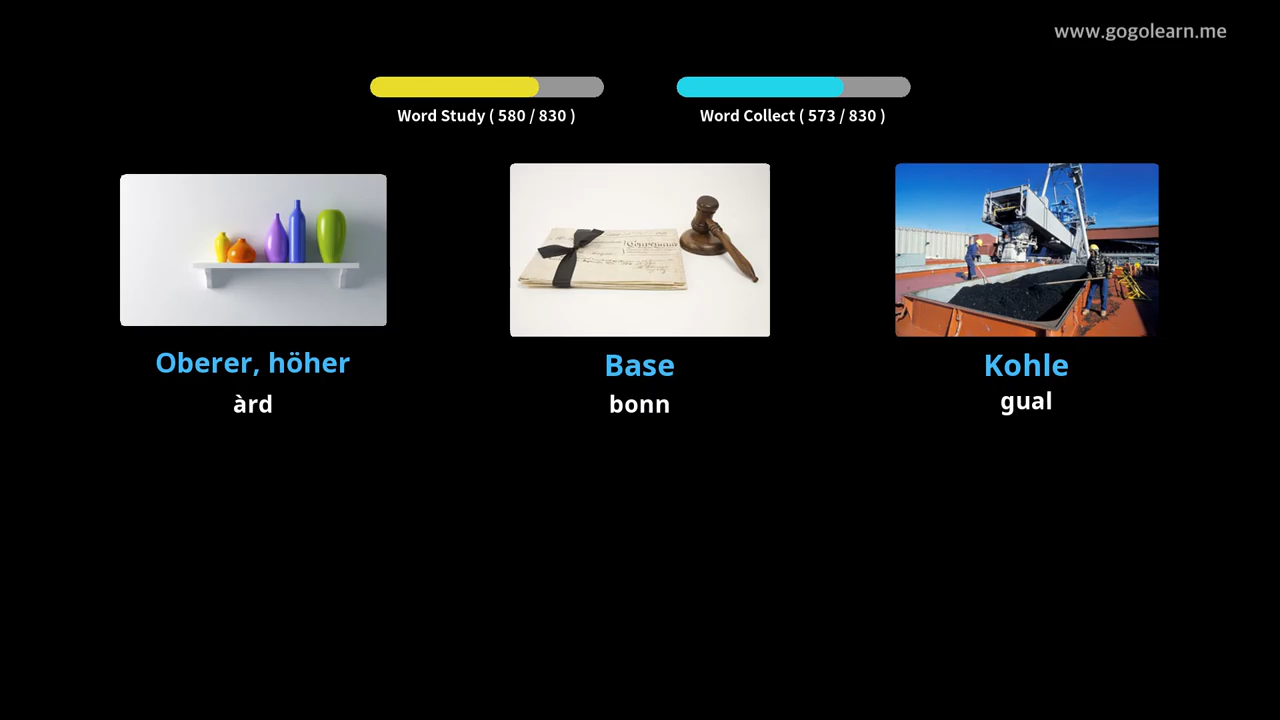 www.gogolearn.me
Word Study ( 580 / 830 )
Word Collect ( 573 / 830 )
Oberer, höher
Base
Kohle
àrd
bonn
gual